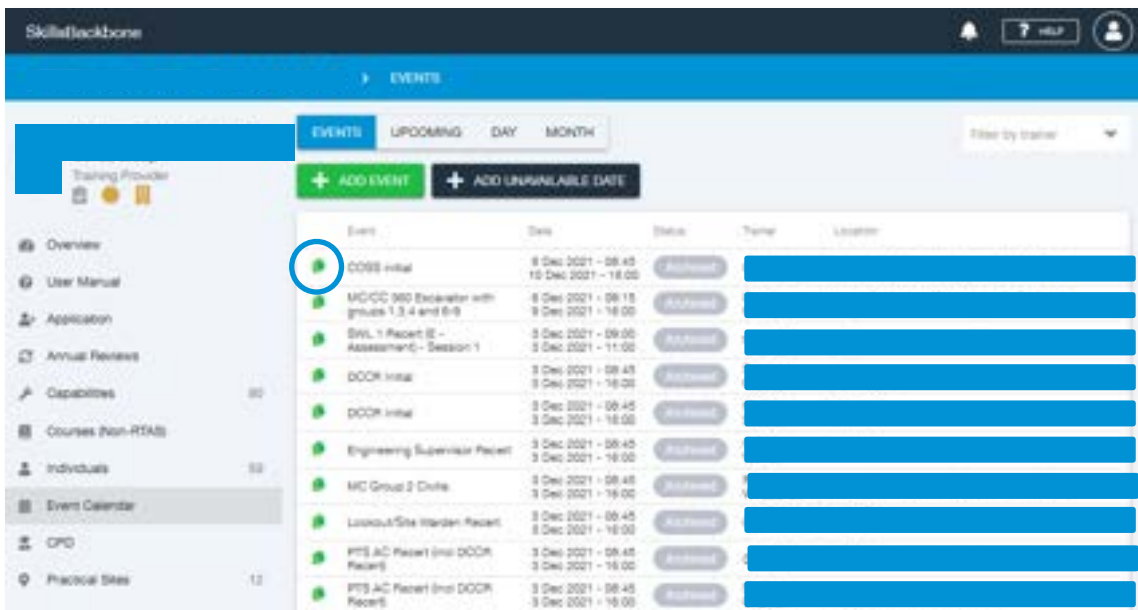 SkillsBackbone
? HELP
› EVENTS
EVENTS UPCOMING DAY MONTH
Filter by trainer
+ ADD EVENT + ADD UNAVAILABLE DATE
Training Provider
Overview
User Manual
Application
Annual Reviews
Capabilities 80
Courses (Non-RTAS)
Individuals
Event Calendar
CPD
Practical Sites 12
Event Date Status Trainer Location
COSS initial
6 Dec 2021 - 08:45
10 Dec 2021 - 16:00
Archived
MC/CC 360 Excavator with
groups 1,3,4 and 6-9
6 Dec 2021 - 08:15
9 Dec 2021 - 16:00
Archived
SWL 1 Recert (E -
Assessment) - Session 1
3 Dec 2021 - 09:00
3 Dec 2021 - 11:00
Archived
DCCR Initial
3 Dec 2021 - 08:45
3 Dec 2021 - 16:00
Archived
DCCR Initial
3 Dec 2021 - 08:45
3 Dec 2021 - 16:00
Archived
Engineering Supervisor Recert
3 Dec 2021 - 08:45
3 Dec 2021 - 16:00
Archived
MC Group 2 Civils
3 Dec 2021 - 08:45
3 Dec 2021 - 16:00
Archived
Lookout/Site Warden Recert
3 Dec 2021 - 08:45
3 Dec 2021 - 16:00
Archived
PTS AC Recert (incl DCCR
Recert)
3 Dec 2021 - 08:45
3 Dec 2021 - 16:00
Archived
PTS AC Recert (incl DCCR
Recert)
3 Dec 2021 - 08:45
3 Dec 2021 - 16:00
Archived